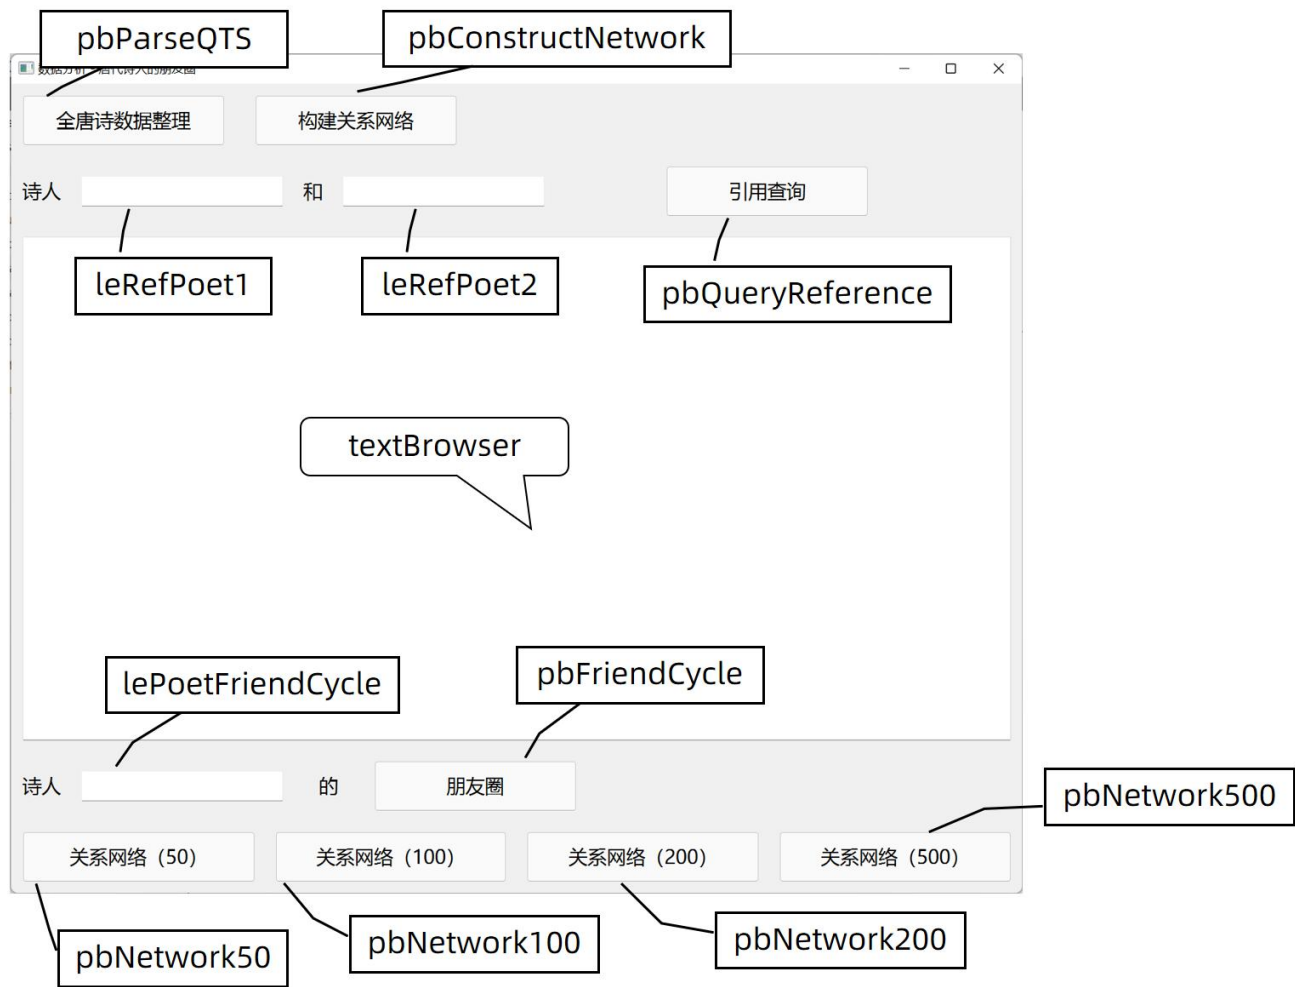 pbParseQTS
pbConstructNetwork
全唐诗数据整理
构建关系网络
诗人
和
引用查询
leRefPoet1
leRefPoet2
pbQueryReference
textBrowser
lePoetFriendCycle
pbFriendCycle
诗人
的
朋友圈
pbNetwork500
关系网络（50）
关系网络（100）
关系网络（200）
关系网络（500）
pbNetwork50
pbNetwork100
pbNetwork200